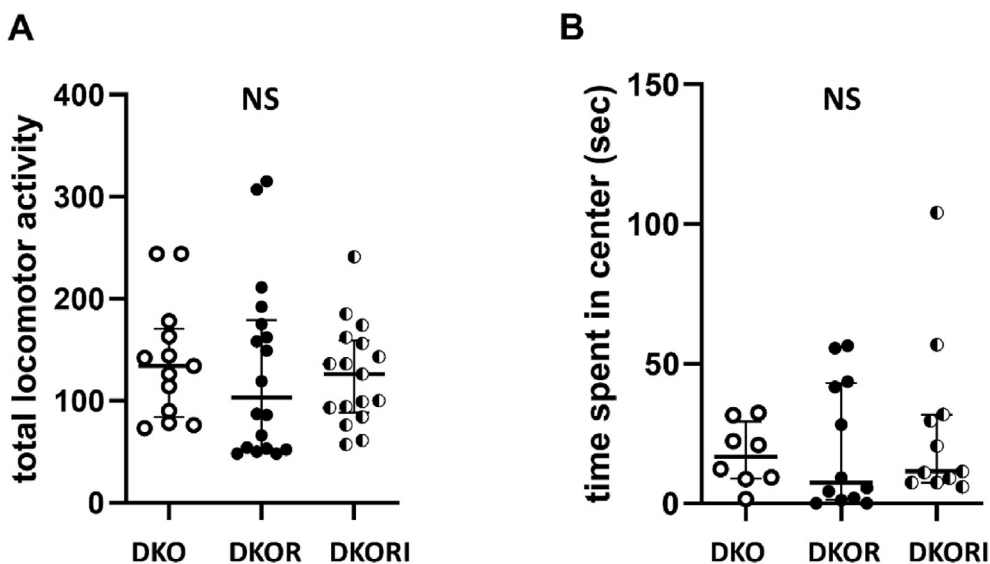 A
total locomotor activity
400
300
200
100
0
NS
DKO DKOR DKORI
B
time spent in center (sec)
150
100
50
0
NS
DKO DKOR DKORI